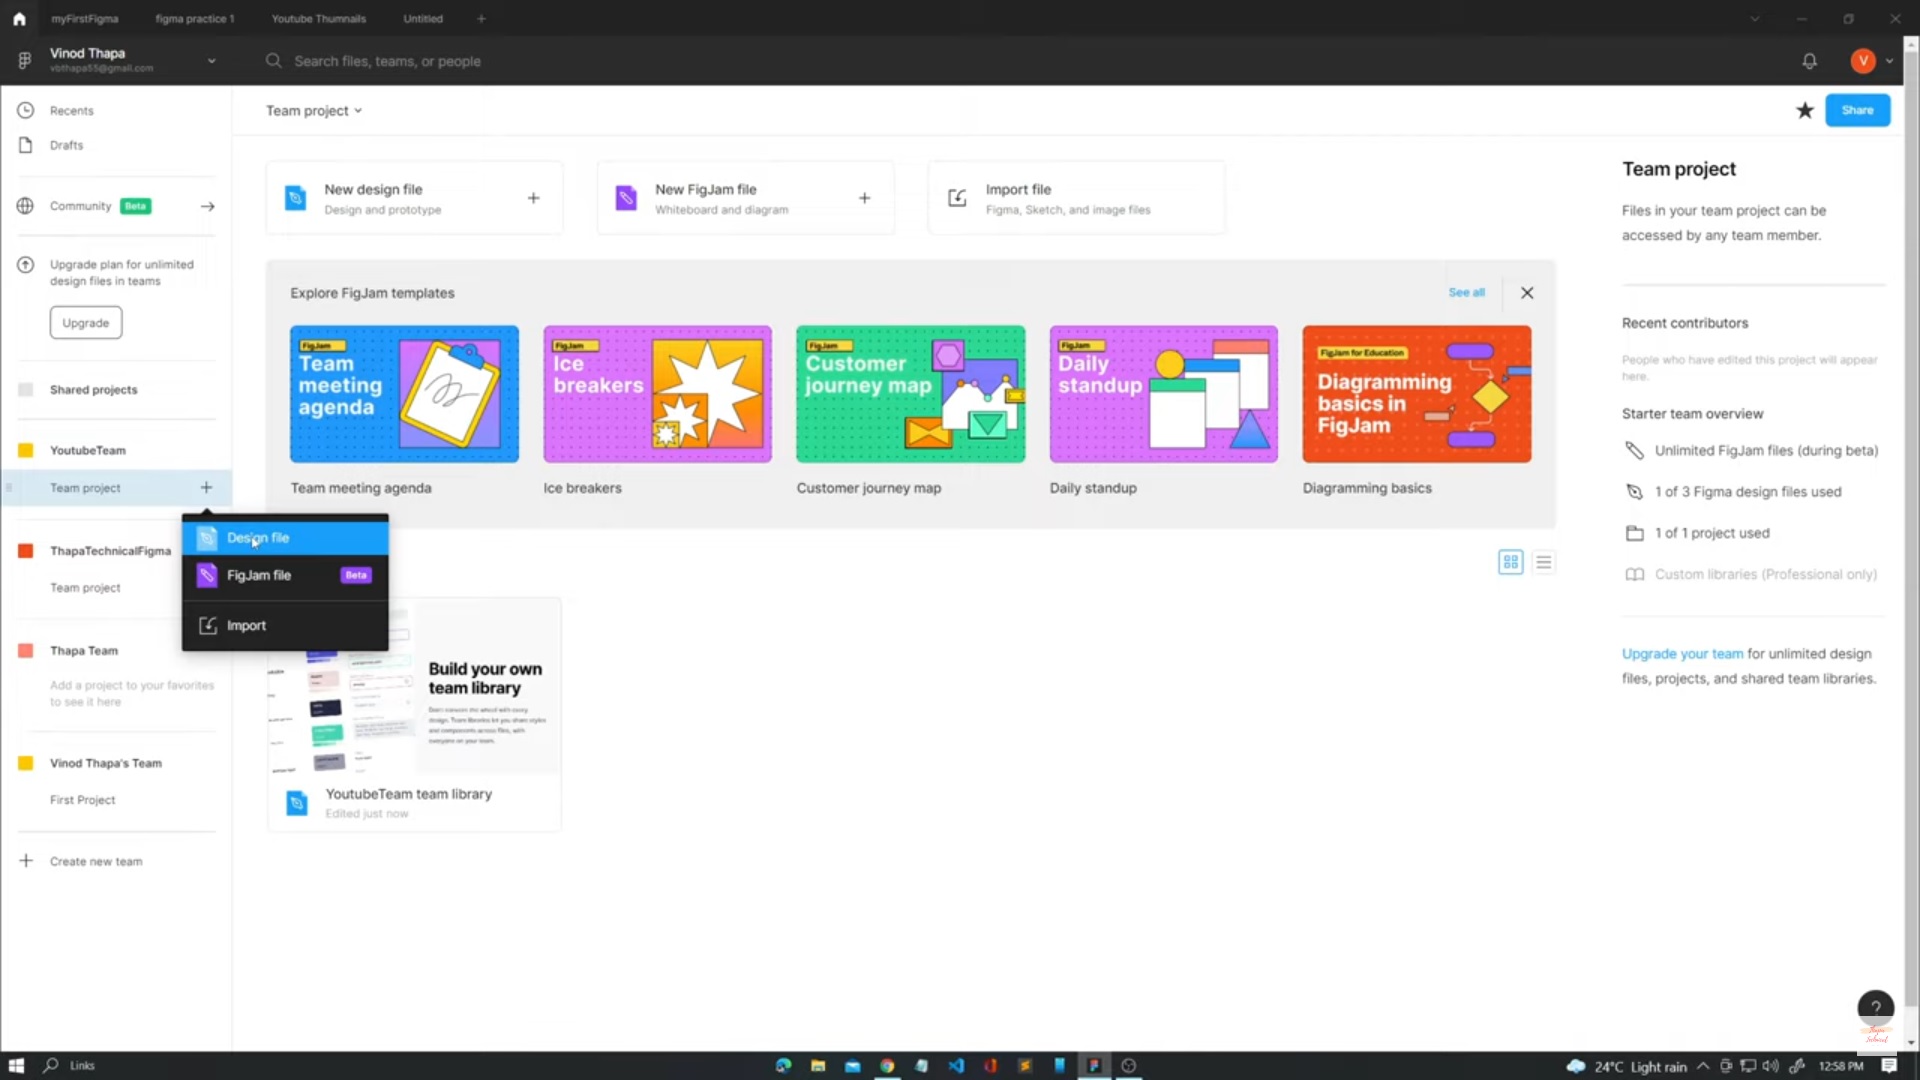 myFirstFigma
figma practice 1
Youtube Thumnails
Untitled
Vinod Thapa
vbthapa55@gmail.com
Search files, teams, or people
V
Recents
Drafts
Community Beta
Upgrade plan for unlimited
design files in teams
Upgrade
Shared projects
YoutubeTeam
Team project
ThapaTechnicalFigma
Team project
Thapa Team
Add a project to your favorites
to see it here
Vinod Thapa's Team
First Project
Create new team
Design file
FigJam file Beta
Import
Team project
Share
New design file
Design and prototype
New FigJam file
Whiteboard and diagram
Import file
Figma, Sketch, and image files
Explore FigJam templates
See all
FigJam
Team
meeting
agenda
Team meeting agenda
FigJam
Ice
breakers
Ice breakers
FigJam
Customer
journey map
Customer journey map
FigJam
Daily
standup
Daily standup
FigJam for Education
Diagramming
basics in
FigJam
Diagramming basics
Build your own
team library
YoutubeTeam team library
Edited just now
Team project
Files in your team project can be
accessed by any team member.
Recent contributors
People who have edited this project will appear
here.
Starter team overview
Unlimited FigJam files (during beta)
1 of 3 Figma design files used
1 of 1 project used
Custom libraries (Professional only)
Upgrade your team for unlimited design
files, projects, and shared team libraries.
?
Links
24°C Light rain
12:58 PM